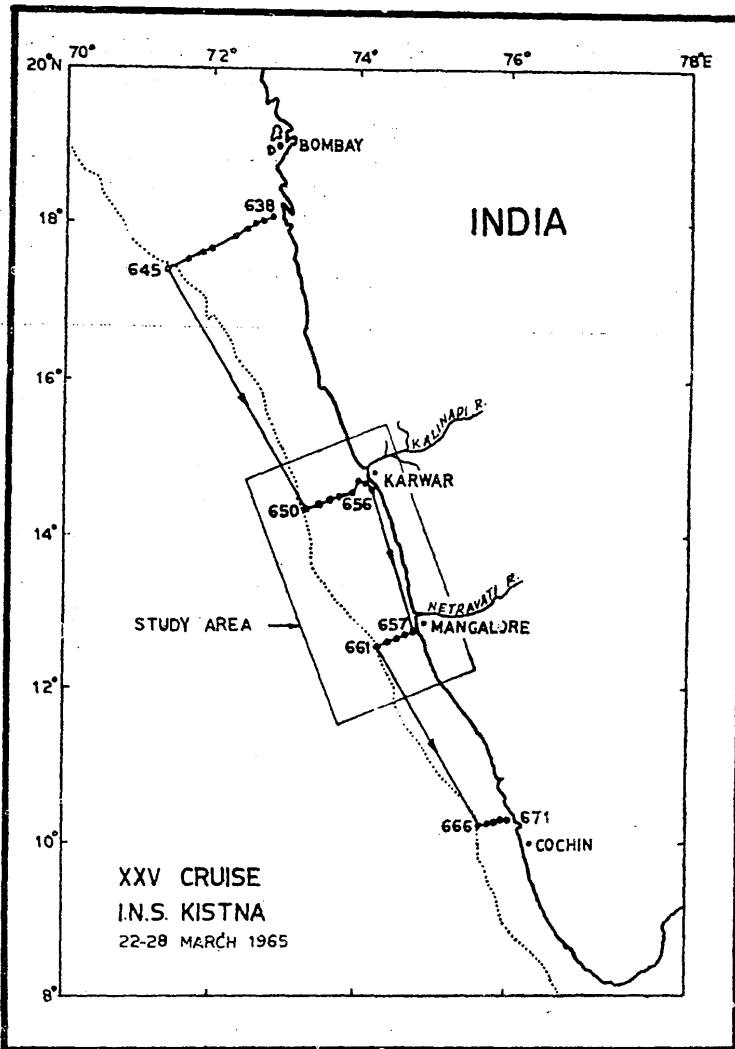 70° 72° 74° 76° 78°E
20°N
BOMBAY
638
18°
INDIA
645
16°
KALINADI R.
KARWAR
650 656
14°
NETRAVATI R.
STUDY AREA
657
MANGALORE
661
12°
666 671
10°
COCHIN
XXV CRUISE
I.N.S. KISTNA
22-28 MARCH 1965
8°